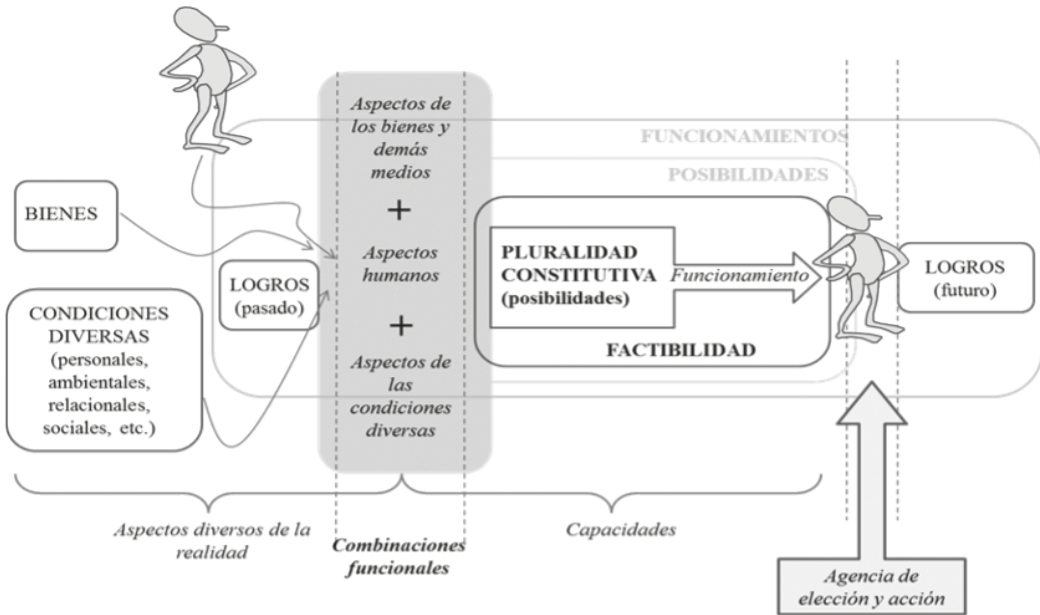 Aspectos de
los bienes y
demás
medios
+
Aspectos
humanos
+
Aspectos de
las
condiciones
diversas
FUNCIONAMIENTOS
POSIBILIDADES
BIENES
LOGROS
(pasado)
CONDICIONES
DIVERSAS
(personales,
ambientales,
relacionales,
sociales, etc.)
PLURALIDAD
CONSTITUTIVA
(posibilidades)
Funcionamiento
FACTIBILIDAD
LOGROS
(futuro)
Aspectos diversos de la
realidad
Combinaciones
funcionales
Capacidades
Agencia de
elección y acción